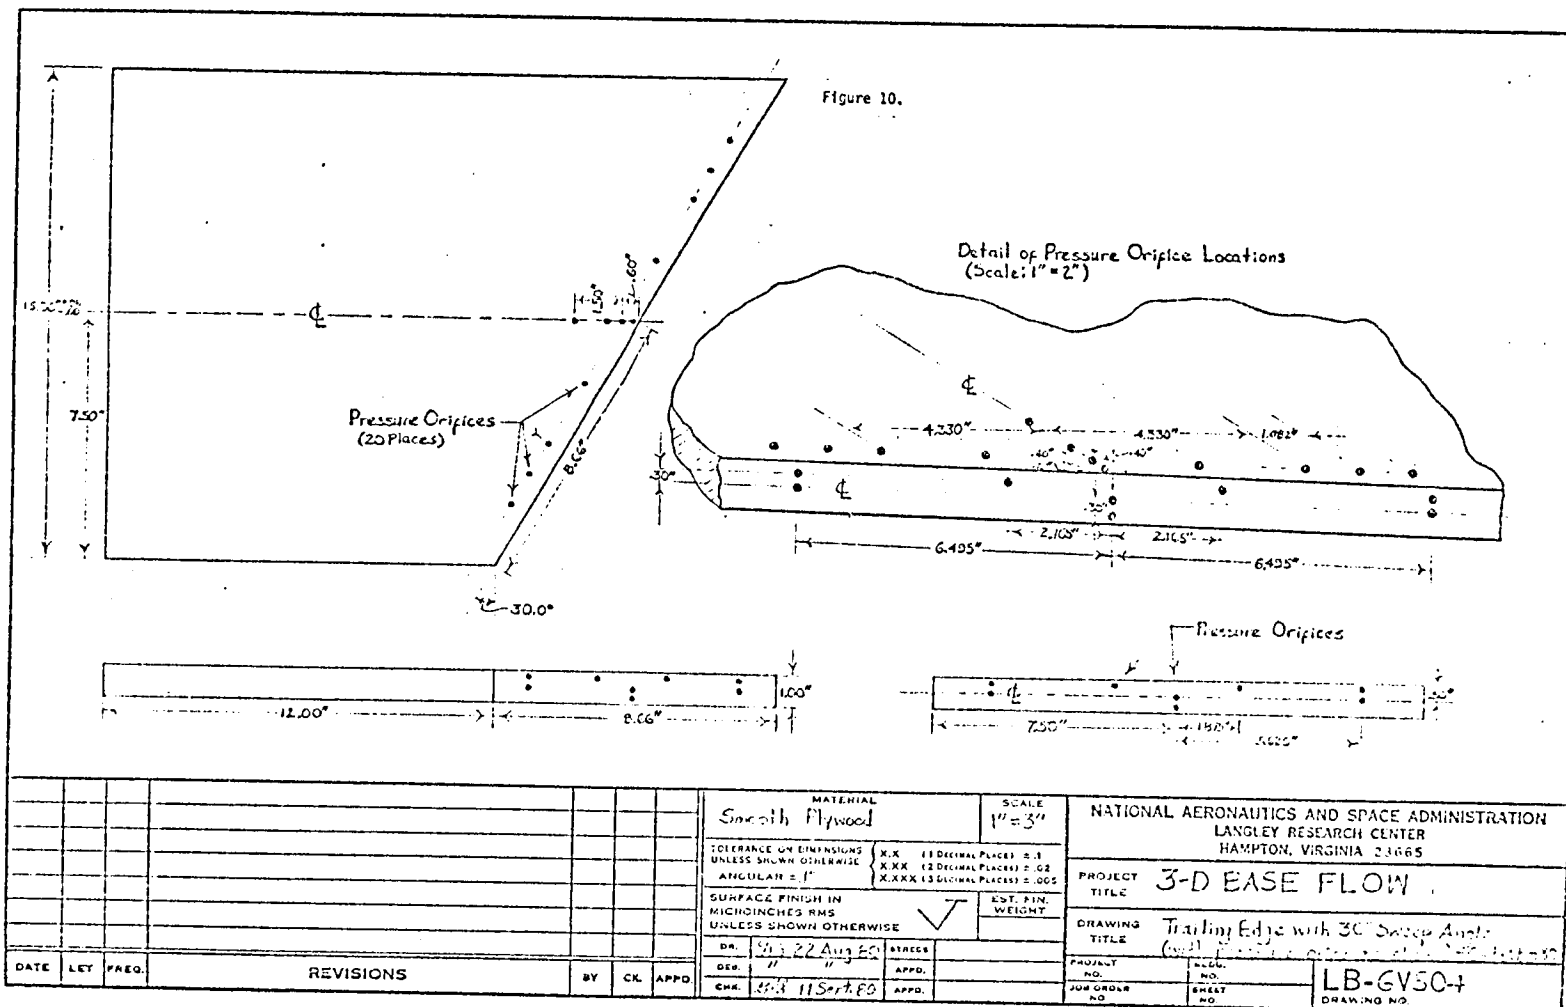 Figure 10.
Detail of Pressure Orifice Locations
(Scale: 1" = 2")
1.50"
.60"
℄
7.50"
Pressure Orifices
(20 Places)
8.66"
30.0°
℄
4.330"
4.330"
1.082"
.40"
.40"
.30"
℄
.30"
2.165"
2.165"
6.495"
6.495"
Pressure Orifices
1.00"
12.00"
8.66"
℄
7.50"
MATERIAL
Smooth Plywood
SCALE
1"=3"
TOLERANCE ON DIMENSIONS
UNLESS SHOWN OTHERWISE
ANGULAR ± .1°
X.X (1 DECIMAL PLACE) ± .1
X.XX (2 DECIMAL PLACES) ± .02
X.XXX (3 DECIMAL PLACES) ± .005
SURFACE FINISH IN
MICROINCHES RMS
UNLESS SHOWN OTHERWISE
EST. FIN.
WEIGHT
DR. 22 Aug 80 STRESS
DES. " " APPD.
CHK. 11 Sept. 80 APPD.
NATIONAL AERONAUTICS AND SPACE ADMINISTRATION
LANGLEY RESEARCH CENTER
HAMPTON, VIRGINIA 23665
PROJECT
TITLE
3-D BASE FLOW
DRAWING
TITLE
Trailing Edge with 30° Sweep Angle
PROJECT
NO.
BLDG.
NO.
JOB ORDER
NO
SHEET
NO
LB-GV30-4
DRAWING NO.
DATE LET FREQ. REVISIONS BY CK. APPD